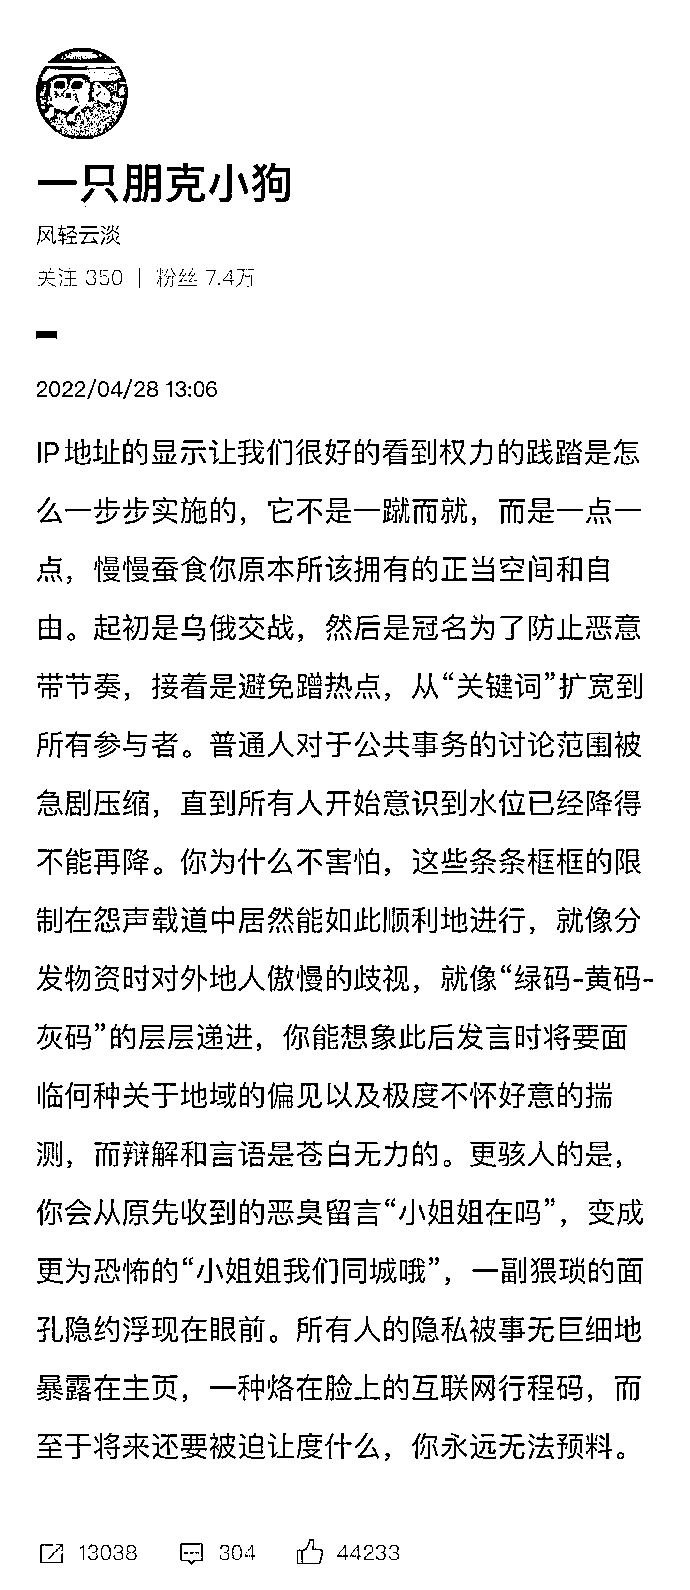 一只朋克小狗
风轻云淡
关注 350 | 粉丝 7.4万
2022/04/28 13:06
IP地址的显示让我们很好的看到权力的践踏是怎
么一步步实施的，它不是一蹴而就，而是一点一
点，慢慢蚕食你原本所该拥有的正当空间和自
由。起初是乌俄交战，然后是冠名为了防止恶意
带节奏，接着是避免蹭热点，从“关键词”扩宽到
所有参与者。普通人对于公共事务的讨论范围被
急剧压缩，直到所有人开始意识到水位已经降得
不能再降。你为什么不害怕，这些条条框框的限
制在怨声载道中居然能如此顺利地进行，就像分
发物资时对外地人傲慢的歧视，就像“绿码-黄码-
灰码”的层层递进，你能想象此后发言时将要面
临何种关于地域的偏见以及极度不怀好意的揣
测，而辩解和言语是苍白无力的。更骇人的是，
你会从原先收到的恶臭留言“小姐姐在吗”，变成
更为恐怖的“小姐姐我们同城哦”，一副猥琐的面
孔隐约浮现在眼前。所有人的隐私被事无巨细地
暴露在主页，一种烙在脸上的互联网行程码，而
至于将来还要被迫让度什么，你永远无法预料。
13038 304 44233